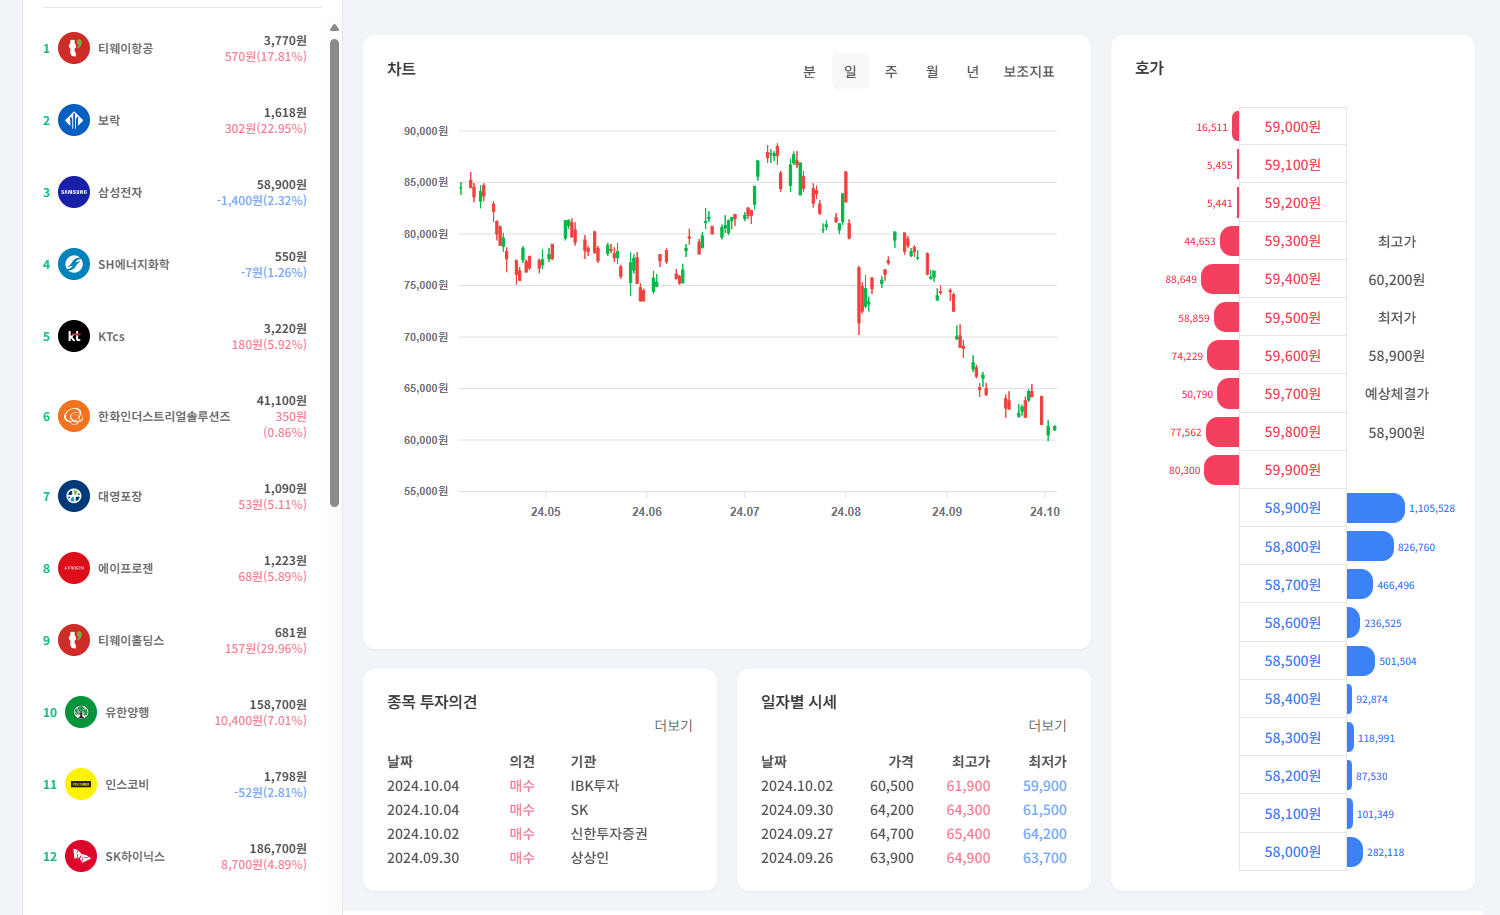 1 티웨이항공 3,770원
570원(17.81%)
2 보락 1,618원
302원(22.95%)
3 SAMSUNG 삼성전자 58,900원
-1,400원(2.32%)
4 SH에너지화학 550원
-7원(1.26%)
5 kt KTcs 3,220원
180원(5.92%)
6 한화인더스트리얼솔루션즈 41,100원
350원
(0.86%)
7 대영포장 1,090원
53원(5.11%)
8 에이프로젠 1,223원
68원(5.89%)
9 티웨이홀딩스 681원
157원(29.96%)
10 유한양행 158,700원
10,400원(7.01%)
11 인스코비 1,798원
-52원(2.81%)
12 SK하이닉스 186,700원
8,700원(4.89%)
차트
분 일 주 월 년 보조지표
90,000원
85,000원
80,000원
75,000원
70,000원
65,000원
60,000원
55,000원
24.05 24.06 24.07 24.08 24.09 24.10
종목 투자의견
더보기
날짜 의견 기관
2024.10.04 매수 IBK투자
2024.10.04 매수 SK
2024.10.02 매수 신한투자증권
2024.09.30 매수 상상인
일자별 시세
더보기
날짜 가격 최고가 최저가
2024.10.02 60,500 61,900 59,900
2024.09.30 64,200 64,300 61,500
2024.09.27 64,700 65,400 64,200
2024.09.26 63,900 64,900 63,700
호가
16,511 59,000원
5,455 59,100원
5,441 59,200원
44,653 59,300원 최고가
88,649 59,400원 60,200원
58,859 59,500원 최저가
74,229 59,600원 58,900원
50,790 59,700원 예상체결가
77,562 59,800원 58,900원
80,300 59,900원
58,900원 1,105,528
58,800원 826,760
58,700원 466,496
58,600원 236,525
58,500원 501,504
58,400원 92,874
58,300원 118,991
58,200원 87,530
58,100원 101,349
58,000원 282,118